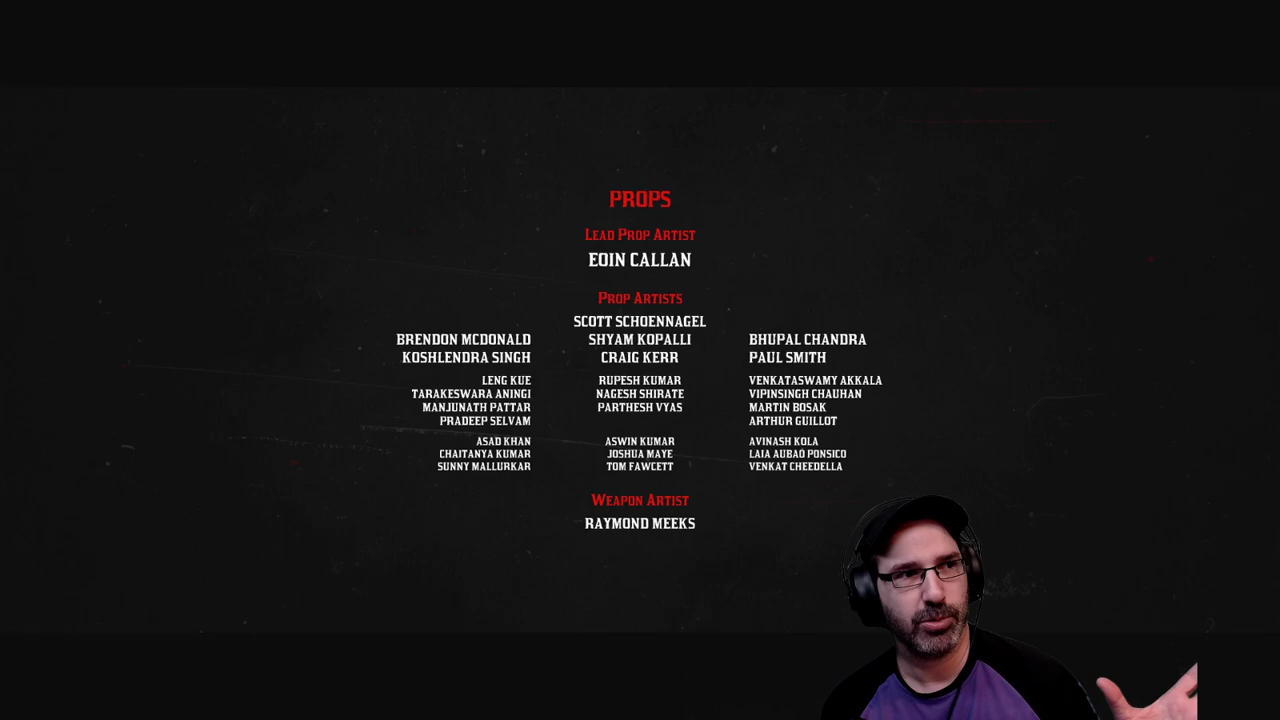 PROPS
LEAD PROP ARTIST
EOIN CALLAN
PROP ARTISTS
SCOTT SCHOENNAGEL
BRENDON MCDONALD SHYAM KOPALLI BHUPAL CHANDRA
KOSHLENDRA SINGH CRAIG KERR PAUL SMITH
LENG KUE RUPESH KUMAR VENKATASWAMY AKKALA
TARAKESWARA ANINGI NAGESH SHIRATE VIPINSINGH CHAUHAN
MANJUNATH PATTAR PARTHESH VYAS MARTIN BOSAK
PRADEEP SELVAM ARTHUR GUILLOT
ASAD KHAN ASWIN KUMAR AVINASH KOLA
CHAITANYA KUMAR JOSHUA MAYE LAIA AUBAO PONSICO
SUNNY MALLURKAR TOM FAWCETT VENKAT CHEEDELLA
WEAPON ARTIST
RAYMOND MEEKS